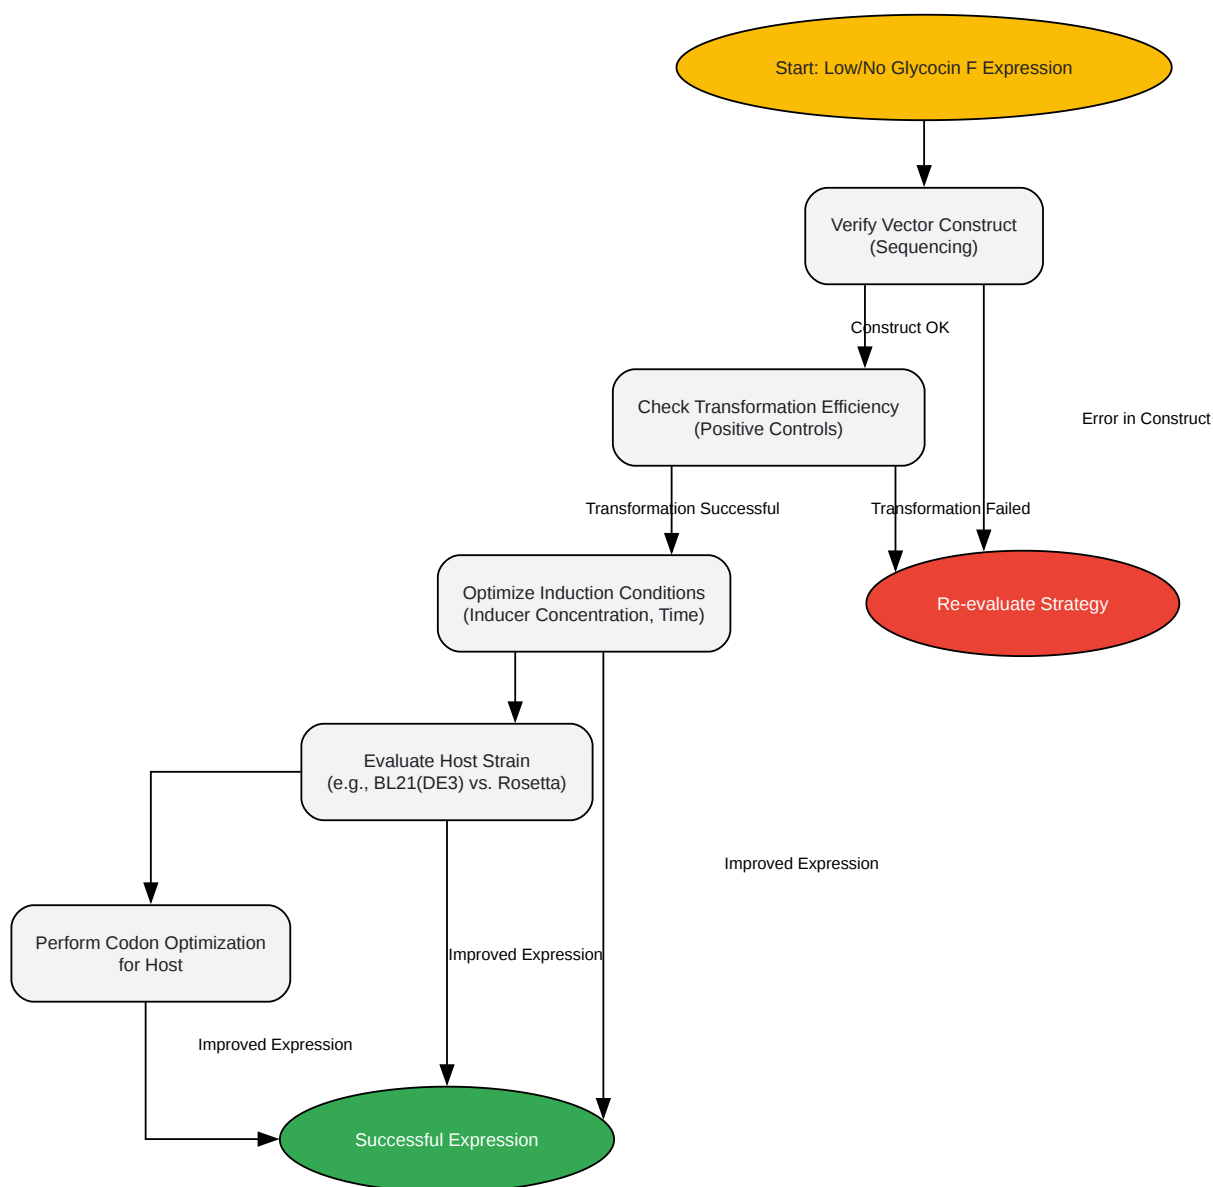 Start: Low/No Glycocin F Expression
Verify Vector Construct
(Sequencing)
Construct OK
Check Transformation Efficiency
(Positive Controls)
Error in Construct
Transformation Successful
Transformation Failed
Optimize Induction Conditions
(Inducer Concentration, Time)
Re-evaluate Strategy
Evaluate Host Strain
(e.g., BL21(DE3) vs. Rosetta)
Improved Expression
Perform Codon Optimization
for Host
Improved Expression
Improved Expression
Successful Expression